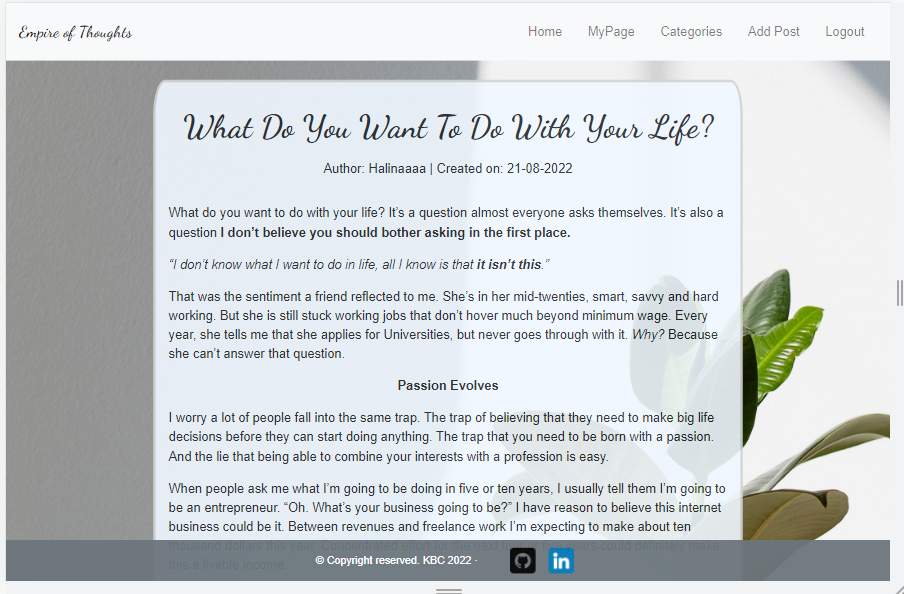 Empire of Thoughts
Home MyPage Categories Add Post Logout
What Do You Want To Do With Your Life?
Author: Halinaaaa | Created on: 21-08-2022
What do you want to do with your life? It’s a question almost everyone asks themselves. It’s also a
question I don’t believe you should bother asking in the first place.
“I don’t know what I want to do in life, all I know is that it isn’t this.”
That was the sentiment a friend reflected to me. She’s in her mid-twenties, smart, savvy and hard
working. But she is still stuck working jobs that don’t hover much beyond minimum wage. Every
year, she tells me that she applies for Universities, but never goes through with it. Why? Because
she can’t answer that question.
Passion Evolves
I worry a lot of people fall into the same trap. The trap of believing that they need to make big life
decisions before they can start doing anything. The trap that you need to be born with a passion.
And the lie that being able to combine your interests with a profession is easy.
When people ask me what I’m going to be doing in five or ten years, I usually tell them I’m going to
be an entrepreneur. “Oh. What’s your business going to be?” I have reason to believe this internet
business could be it. Between revenues and freelance work I’m expecting to make about ten
thousand dollars this year. Concentrated effort for the next four or five years could definitely make
this a livable income.
© Copyright reserved. KBC 2022 · in